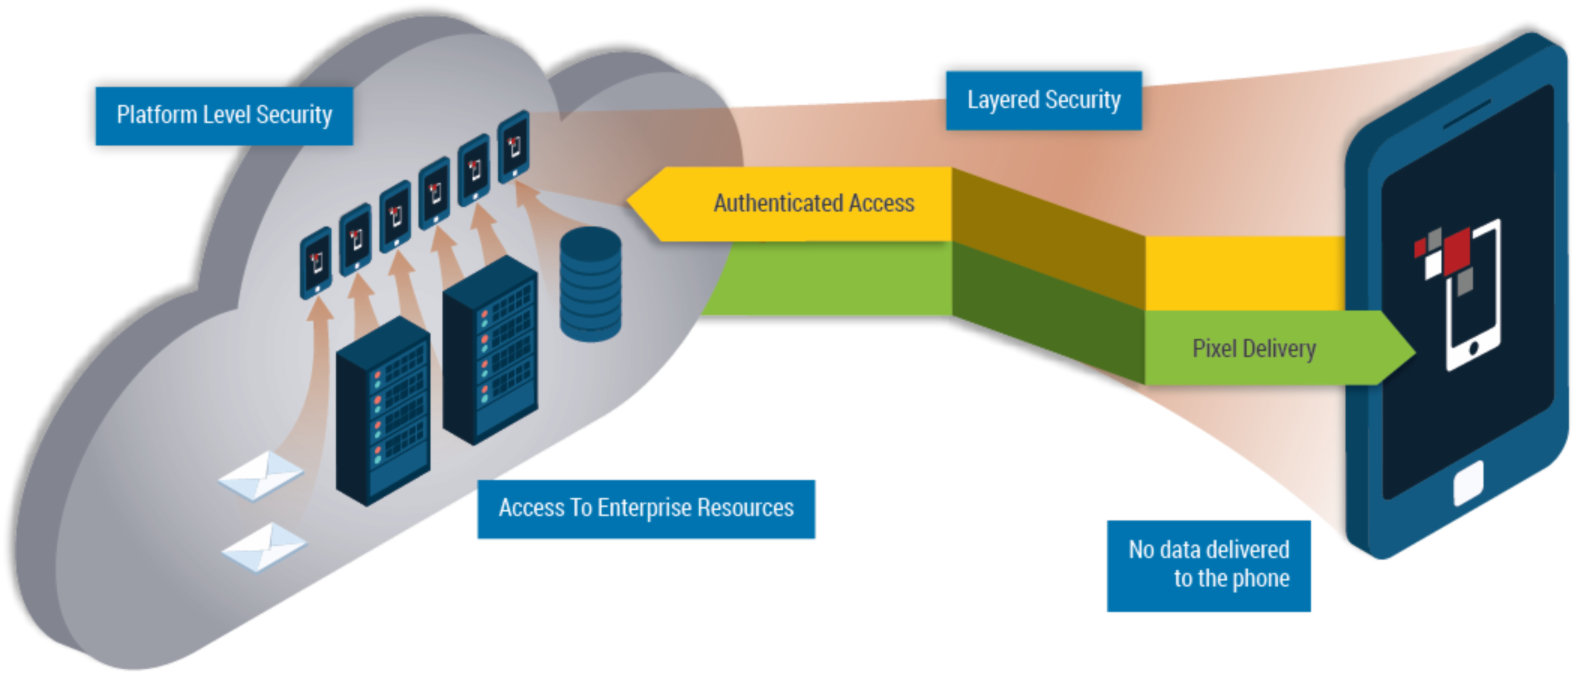 Platform Level Security
Layered Security
Authenticated Access
Pixel Delivery
Access To Enterprise Resources
No data delivered
to the phone